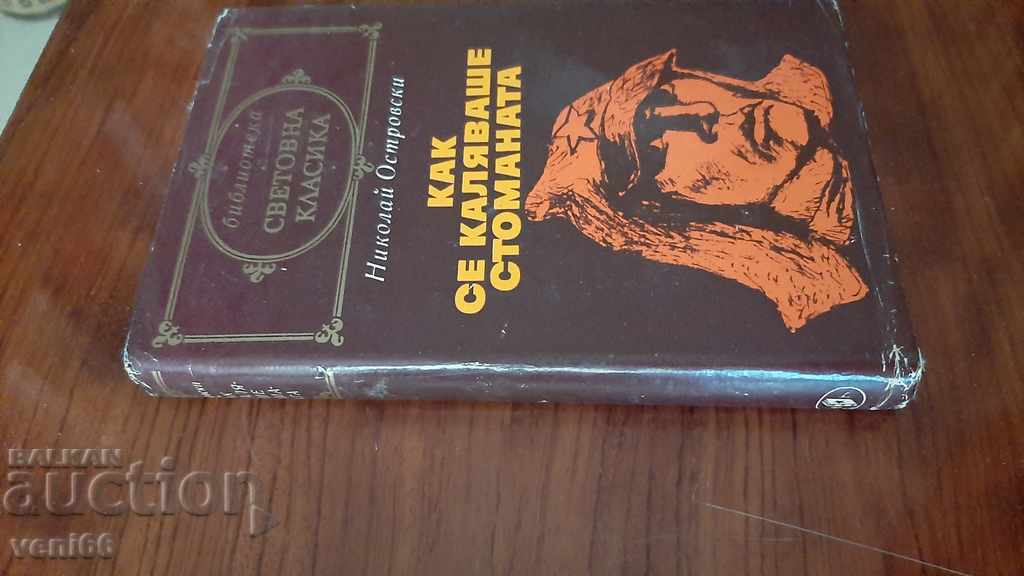 библиотека
СВЕТОВНА
КЛАСИКА
Николай Островски
КАК
СЕ КАЛЯВАШЕ
СТОМАНАТА
BALKAN
auction
veni66